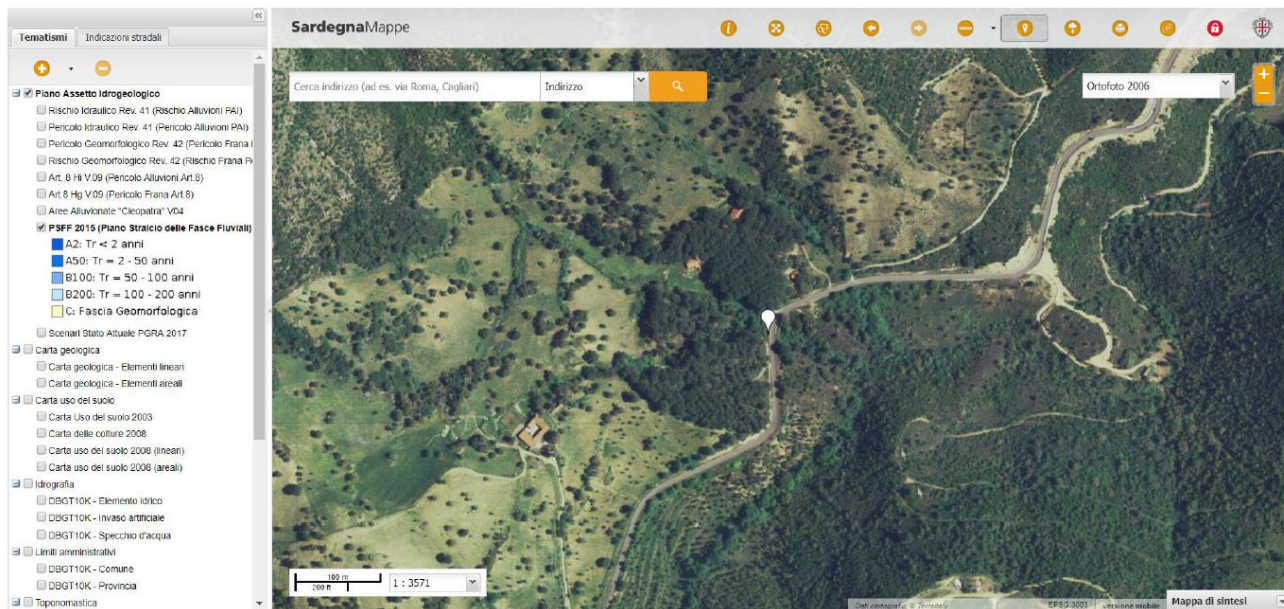 Tematismi
Indicazioni stradali
Piano Assetto Idrogeologico
Rischio Idraulico Rev. 41 (Rischio Alluvioni PAI)
Pericolo Idraulico Rev. 41 (Pericolo Alluvioni PAI)
Pericolo Geomorfologico Rev. 42 (Pericolo Frana
Rischio Geomorfologico Rev. 42 (Rischio Frana
Art. 8 Hi V.09 (Pericolo Alluvioni Art.8)
Art.8 Hg V.09 (Pericolo Frana Art.8)
Aree Alluvionate "Cleopatra" V04
PSFF 2015 (Piano Stralcio delle Fasce Fluviali)
A2: Tr < 2 anni
A50: Tr = 2 - 50 anni
B100: Tr = 50 - 100 anni
B200: Tr = 100 - 200 anni
C: Fascia Geomorfologica
Scenari Stato Attuale PGRA 2017
Carta geologica
Carta geologica - Elementi lineari
Carta geologica - Elementi areali
Carta uso del suolo
Carta Uso del suolo 2003
Carta delle colture 2008
Carta uso del suolo 2008 (lineari)
Carta uso del suolo 2008 (areali)
Idrografia
DBGT10K - Elemento Idrico
DBGT10K - Invaso artificiale
DBGT10K - Specchio d'acqua
Limiti amministrativi
DBGT10K - Comune
DBGT10K - Provincia
Toponomastica
SardegnaMappe
Cerca indirizzo (ad es. via Roma, Cagliari)
Indirizzo
Ortofoto 2006
100 m
200 ft
1 : 3571
Dati cartografici © TerraItaly
EPSG:3003
versione mobile
Mappa di sintesi